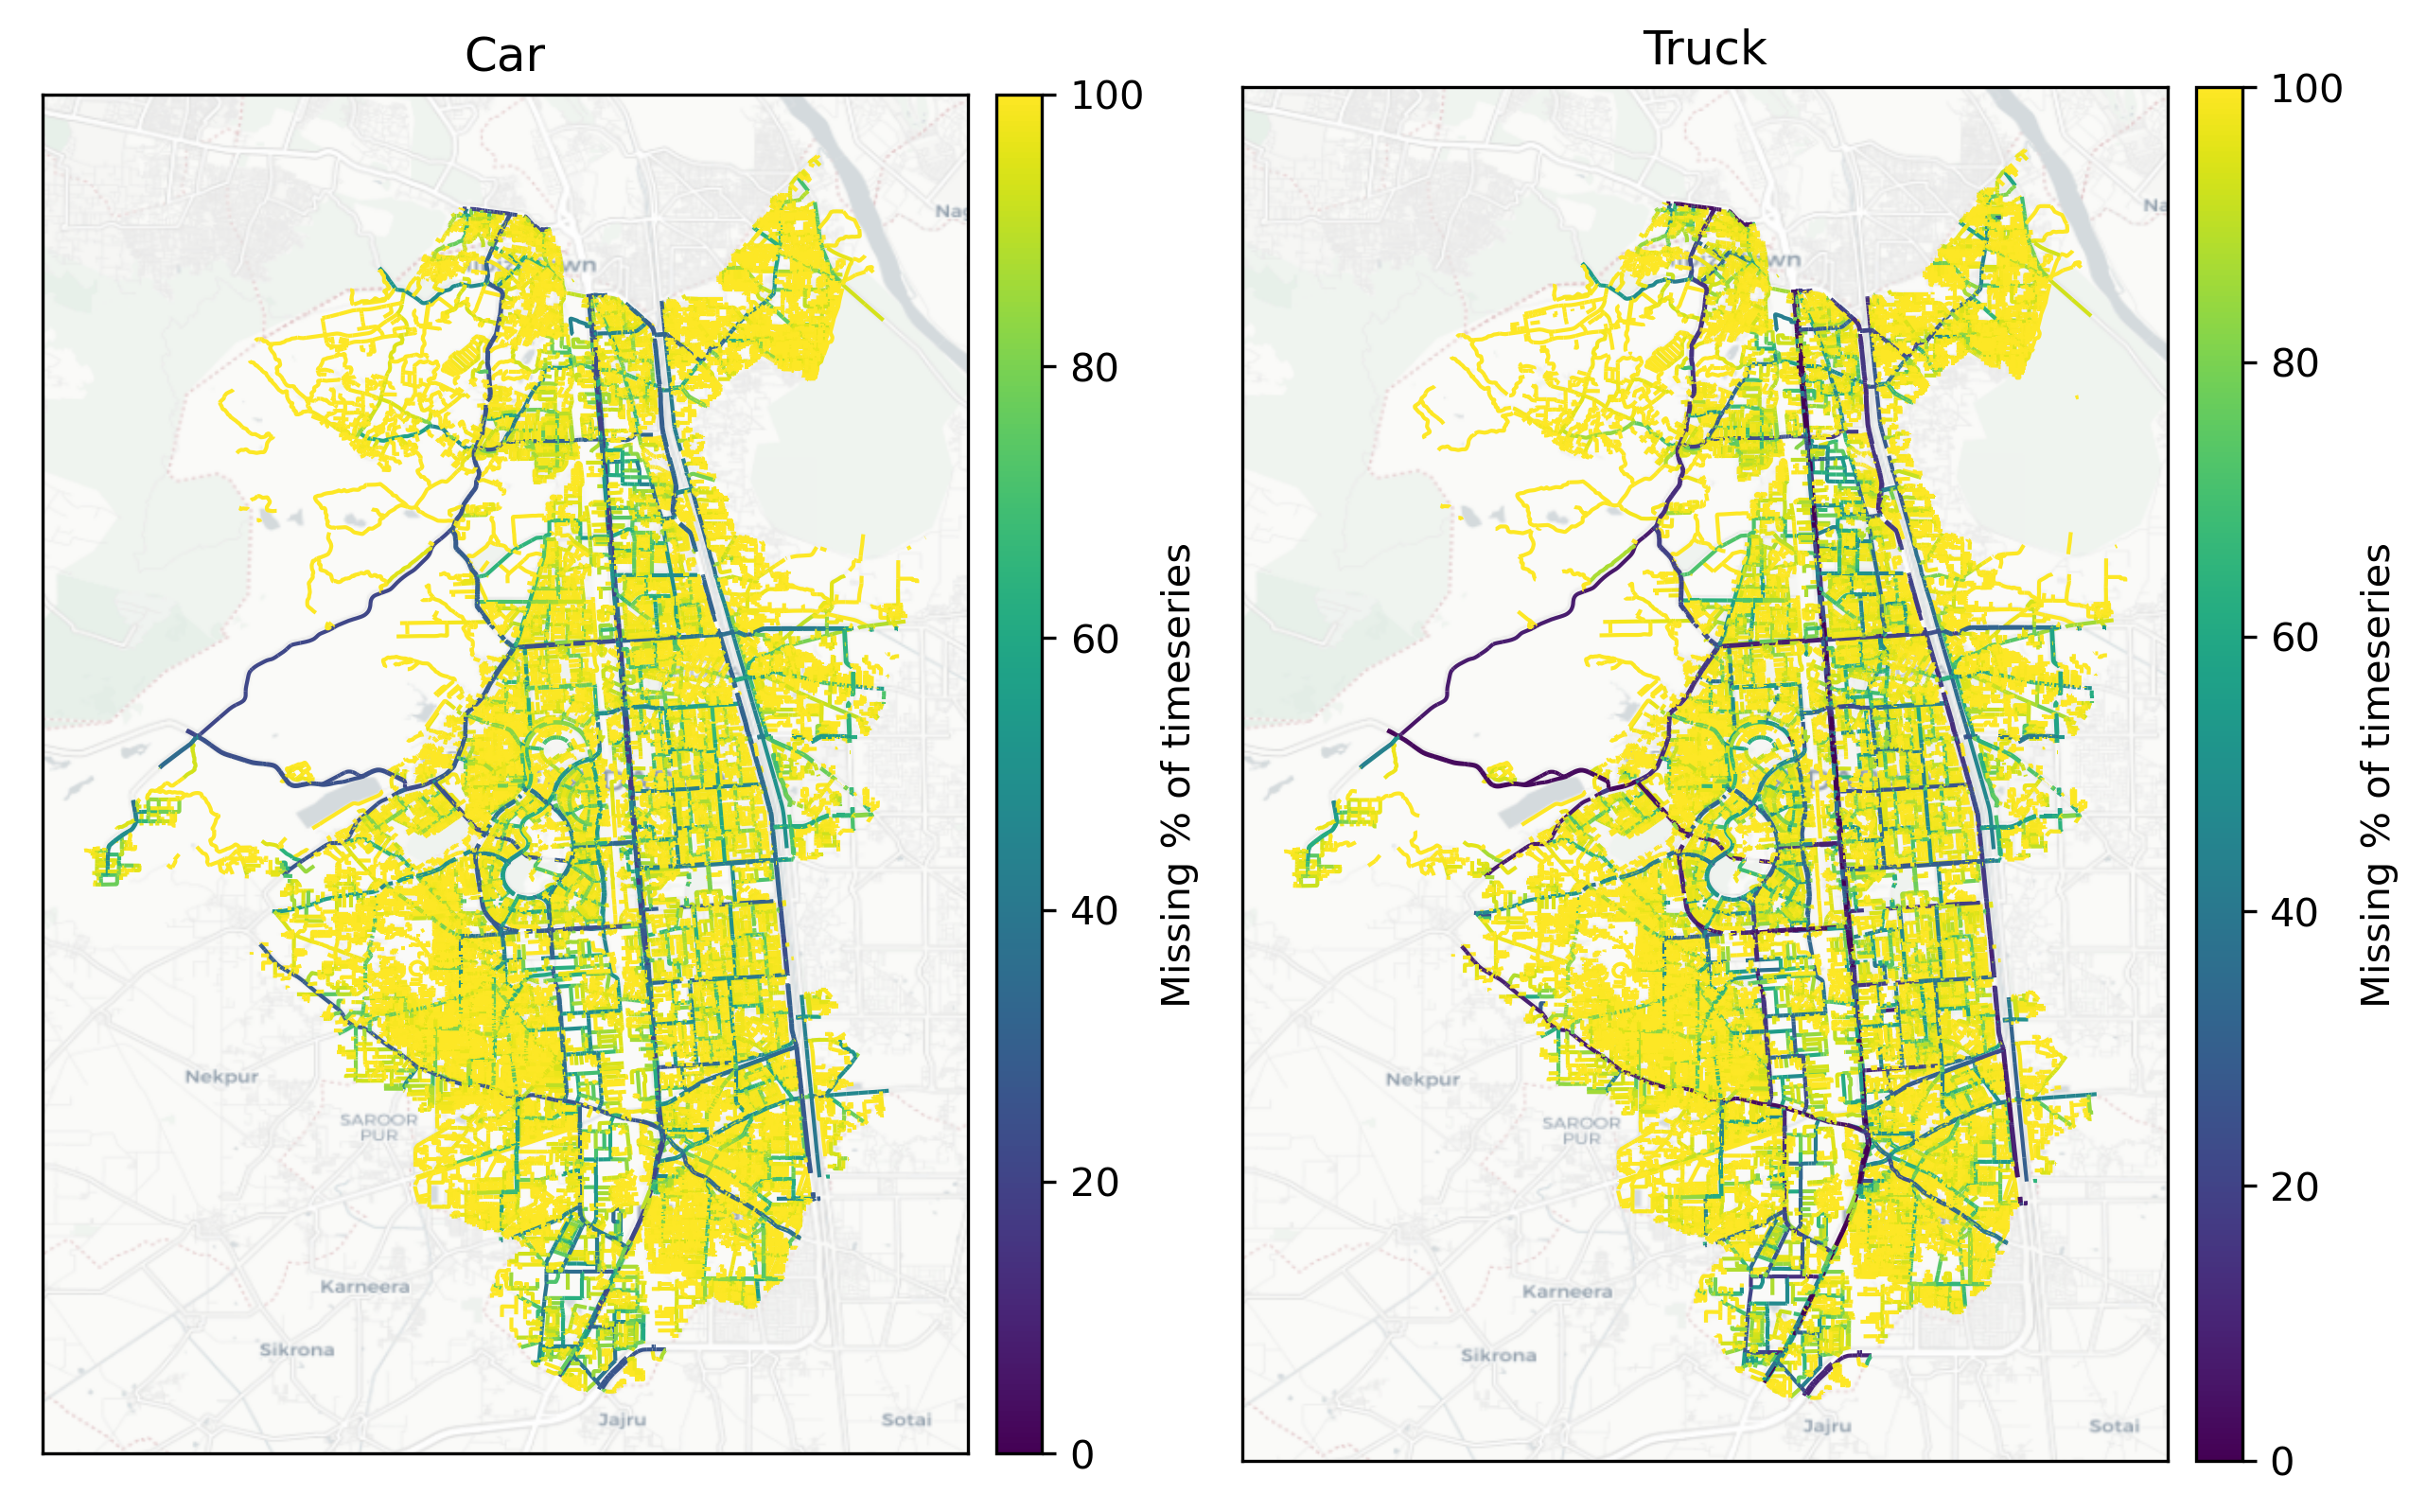 Car
Nekpur
SAROOR
PUR
Karneera
Sikrona
Jajru
Sotai
100
80
60
40
20
0
Missing % of timeseries
Truck
Nekpur
SAROOR
PUR
Karneera
Sikrona
Jajru
Sotai
100
80
60
40
20
0
Missing % of timeseries